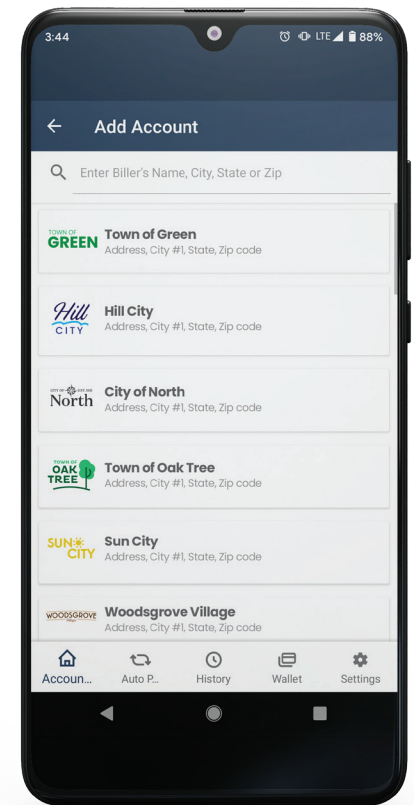 3:44
LTE 88%
Add Account
Enter Biller's Name, City, State or Zip
TOWN OF
GREEN
Town of Green
Address, City #1, State, Zip code
Hill
CITY
Hill City
Address, City #1, State, Zip code
North
City of North
Address, City #1, State, Zip code
TOWN OF
OAK
TREE
Town of Oak Tree
Address, City #1, State, Zip code
SUN
CITY
Sun City
Address, City #1, State, Zip code
WOODSGROVE
Village
Woodsgrove Village
Address, City #1, State, Zip code
Accoun...
Auto P...
History
Wallet
Settings